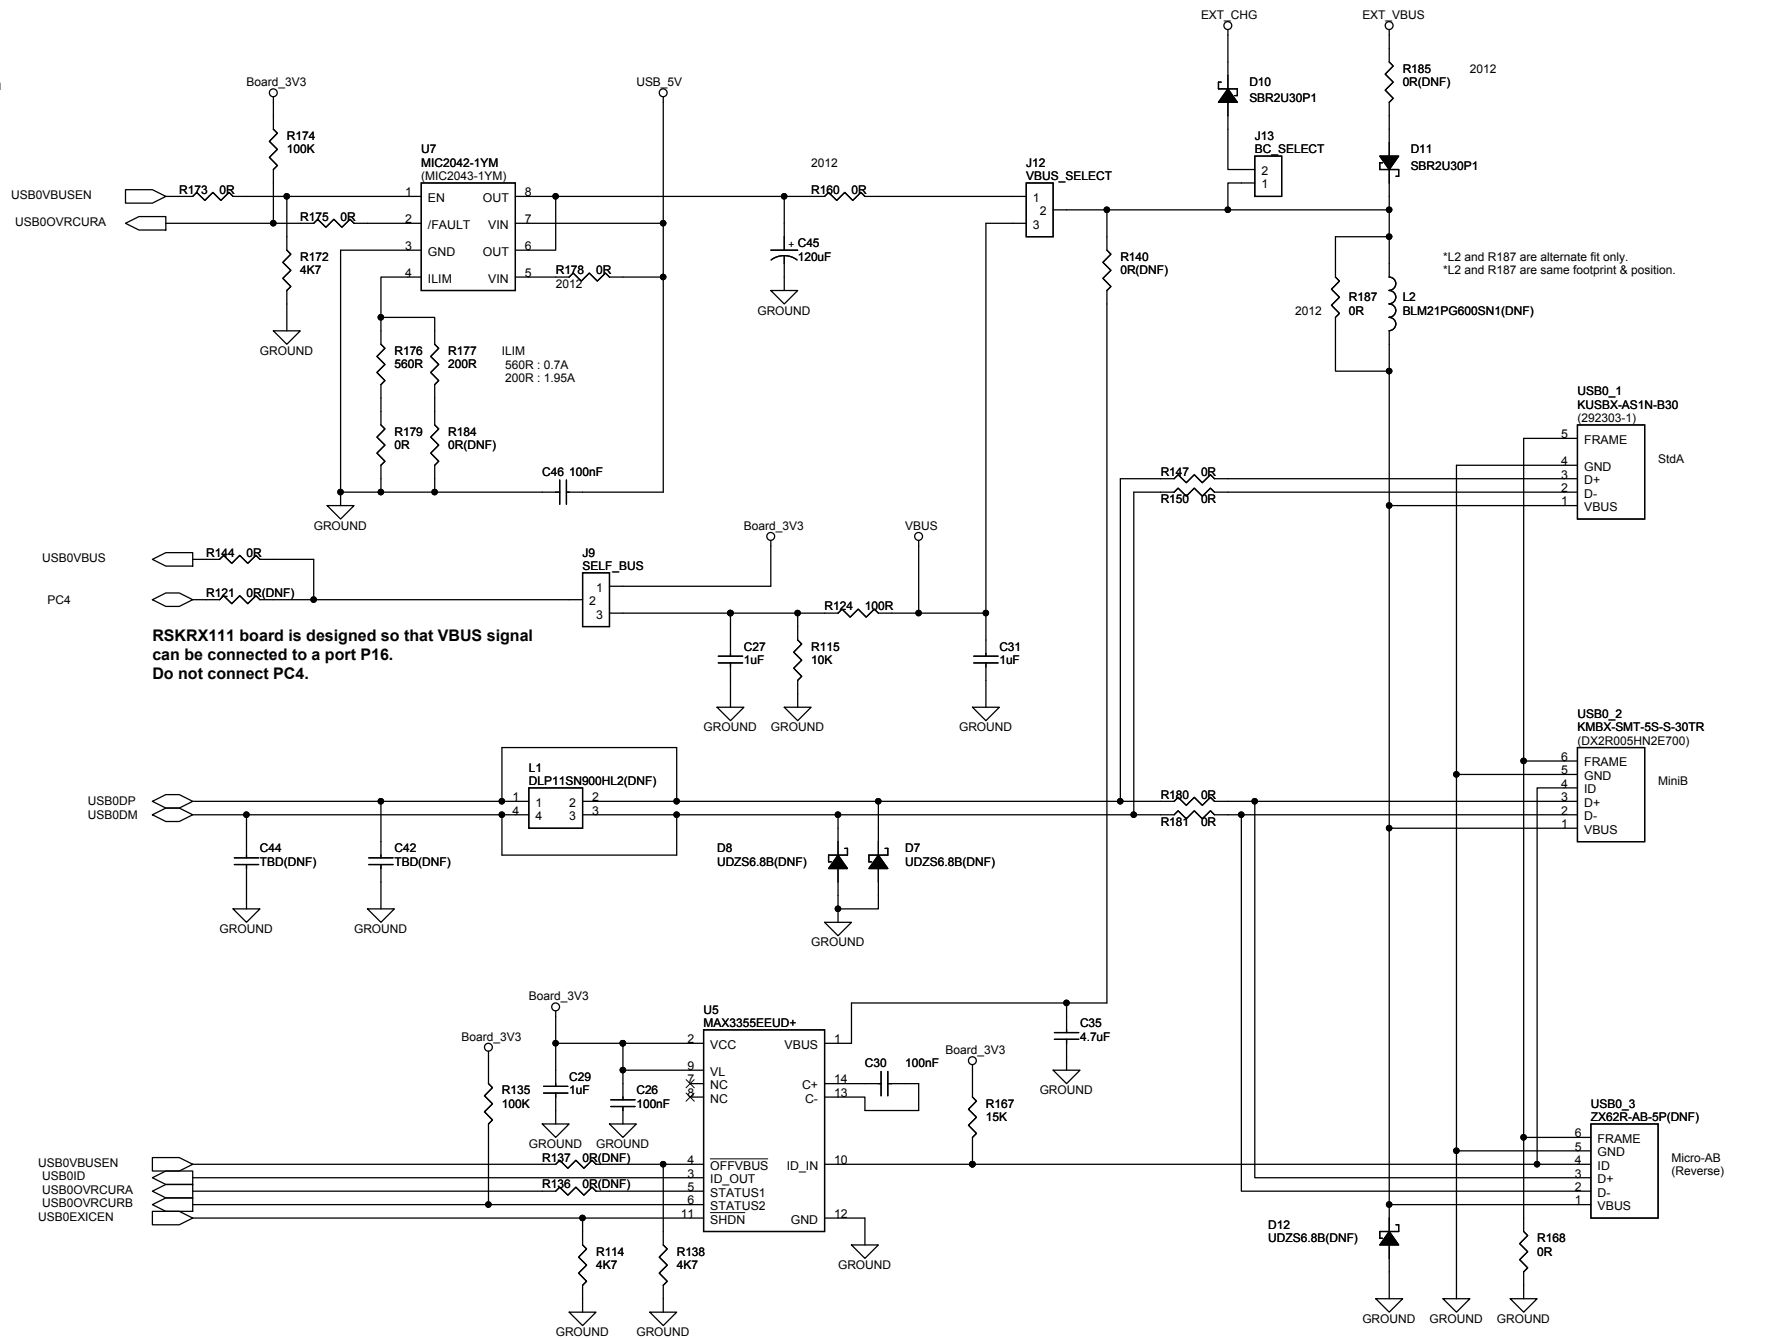 EXT_CHG
EXT_VBUS
Board_3V3
USB_5V
R185
0R(DNF)
2012
D10
SBR2U30P1
R174
100K
U7
MIC2042-1YM
(MIC2043-1YM)
2012
J12
VBUS_SELECT
J13
BC_SELECT
2
1
D11
SBR2U30P1
USB0VBUSEN
R173 0R
1 EN OUT 8
R160 0R
1
2
3
USB0OVRCURA
R175 0R
2 /FAULT VIN 7
3 GND OUT 6
4 ILIM VIN 5
R172
4K7
R178 0R
2012
+ C45
120uF
GROUND
R140
0R(DNF)
*L2 and R187 are alternate fit only.
*L2 and R187 are same footprint & position.
2012
R187
0R
L2
BLM21PG600SN1(DNF)
GROUND
R176
560R
R177
200R
ILIM
560R : 0.7A
200R : 1.95A
R179
0R
R184
0R(DNF)
C46 100nF
GROUND
USB0_1
KUSBX-AS1N-B30
(292303-1)
5 FRAME
4 GND
3 D+
2 D-
1 VBUS
StdA
R147 0R
R150 0R
Board_3V3
VBUS
USB0VBUS
R144 0R
J9
SELF_BUS
1
2
3
PC4
R121 0R(DNF)
R124 100R
RSKRX111 board is designed so that VBUS signal
can be connected to a port P16.
Do not connect PC4.
C27
1uF
R115
10K
C31
1uF
GROUND
GROUND
GROUND
USB0_2
KMBX-SMT-5S-S-30TR
(DX2R005HN2E700)
6 FRAME
5 GND
4 ID
3 D+
2 D-
1 VBUS
MiniB
L1
DLP11SN900HL2(DNF)
USB0DP
1 1 2 2
USB0DM
4 4 3 3
R180 0R
R181 0R
C44
TBD(DNF)
C42
TBD(DNF)
D8
UDZS6.8B(DNF)
D7
UDZS6.8B(DNF)
GROUND
GROUND
GROUND
Board_3V3
U5
MAX3355EEUD+
Board_3V3
2 VCC VBUS 1
9 VL
7 NC C+ 14
8 NC C- 13
C35
4.7uF
GROUND
C30 100nF
Board_3V3
R135
100K
C29
1uF
C26
100nF
GROUND
GROUND
R167
15K
USB0_3
ZX62R-AB-5P(DNF)
6 FRAME
5 GND
4 ID
3 D+
2 D-
1 VBUS
Micro-AB
(Reverse)
USB0VBUSEN
R137 0R(DNF)
4 OFFVBUS ID_IN 10
USB0ID
3 ID_OUT
USB0OVRCURA
R136 0R(DNF)
5 STATUS1
USB0OVRCURB
6 STATUS2
USB0EXICEN
11 SHDN GND 12
R114
4K7
R138
4K7
GROUND
D12
UDZS6.8B(DNF)
R168
0R
GROUND
GROUND
GROUND
GROUND
GROUND